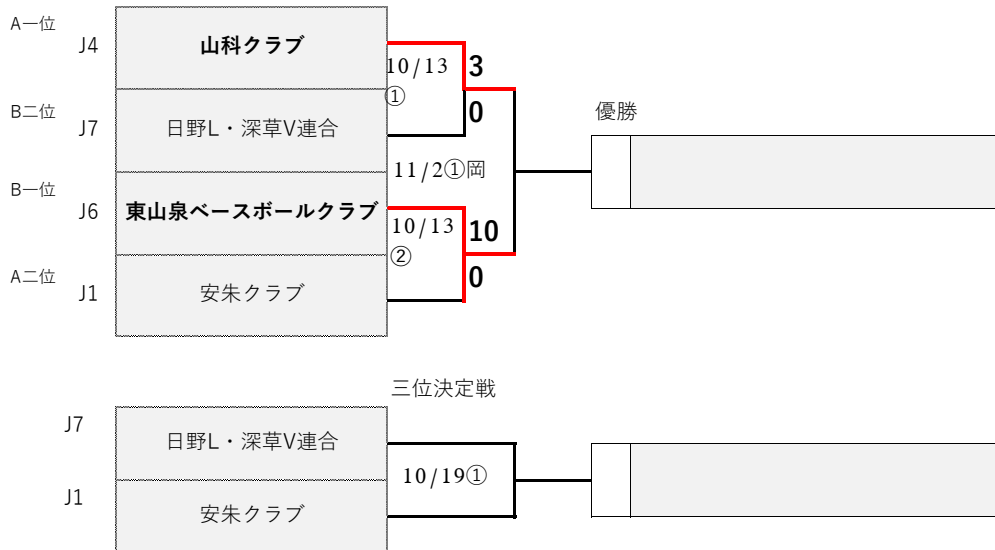 A一位
J4
山科クラブ
10/13
①
3
0
B二位
J7
日野L・深草V連合
11/2①岡
優勝
B一位
J6
東山泉ベースボールクラブ
10/13
②
10
0
A二位
J1
安朱クラブ
三位決定戦
J7
日野L・深草V連合
10/19①
J1
安朱クラブ